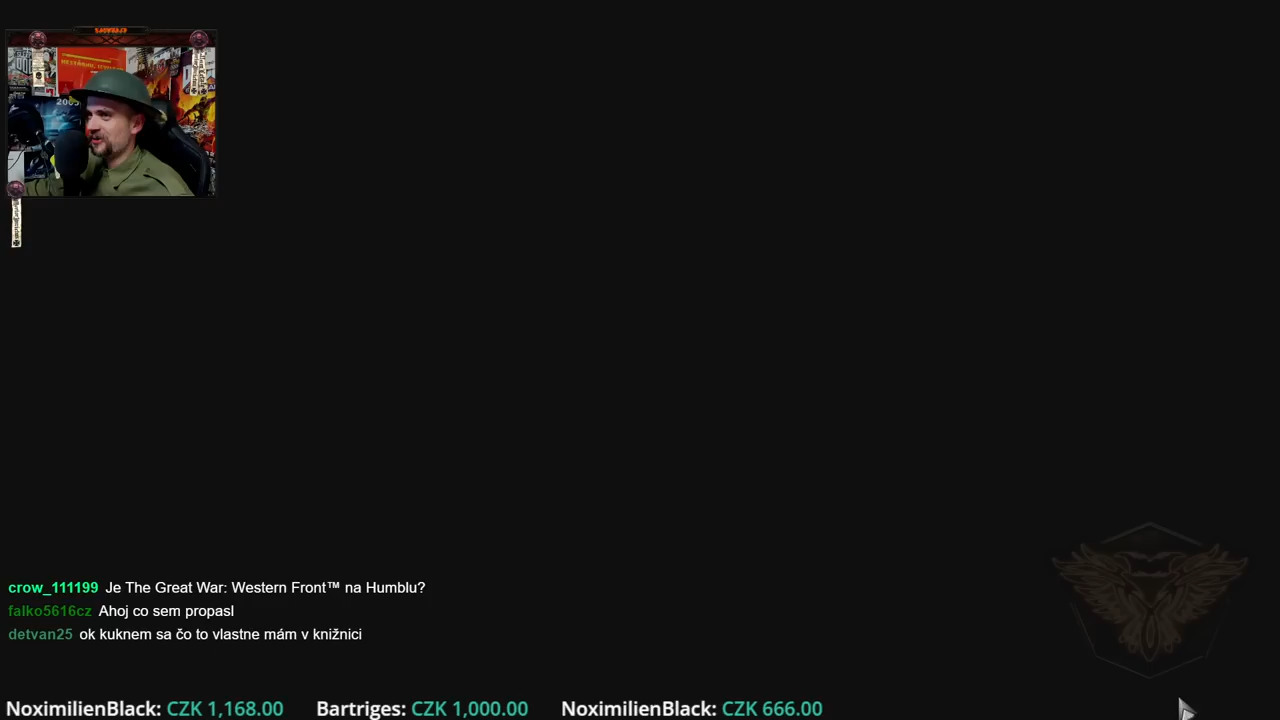 2005
crow_111199 Je The Great War: Western Front™ na Humblu?
falko5616cz Ahoj co sem propasl
detvan25 ok kuknem sa čo to vlastne mám v knižnici
NoximilienBlack: CZK 1,168.00 Bartriges: CZK 1,000.00 NoximilienBlack: CZK 666.00